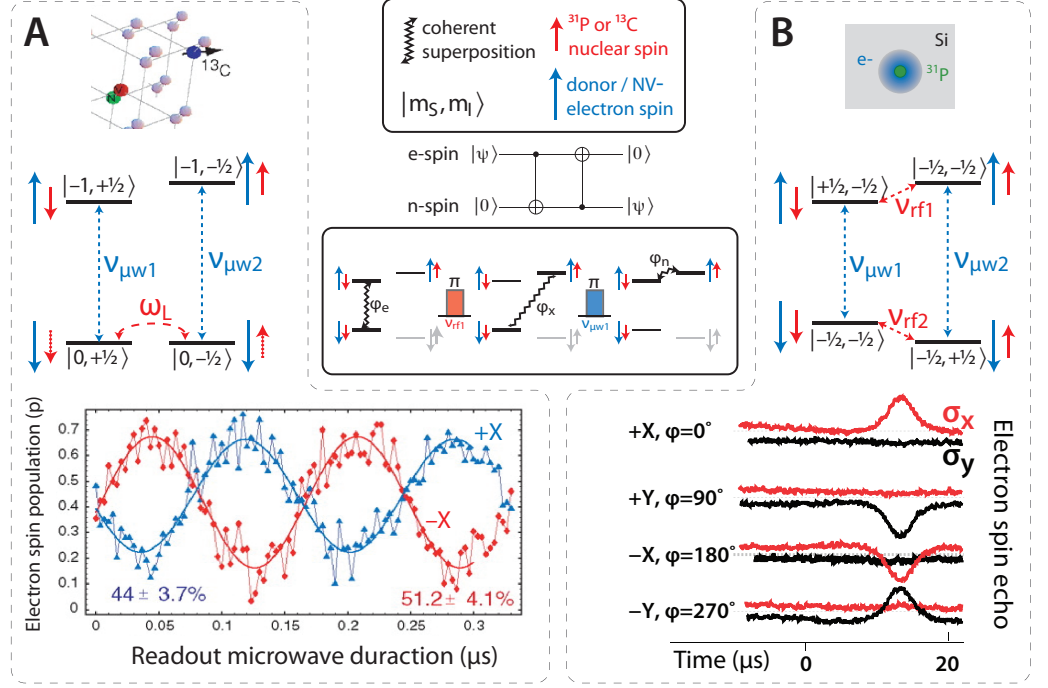 A
13C
N
V
coherent
superposition
|mS, mI⟩
31P or 13C
nuclear spin
donor / NV–
electron spin
B
Si
e-
31P
e-spin |ψ⟩ |0⟩
n-spin |0⟩ |ψ⟩
|−1,+½⟩
|−1,−½⟩
νμw1
νμw2
ωL
|0,+½⟩
|0,−½⟩
φe
π
νrf1
φx
π
νμw1
φn
|+½,−½⟩
|−½,−½⟩
νrf1
νμw1
νμw2
νrf2
|−½,−½⟩
|−½,+½⟩
Electron spin population (p)
0.7
0.6
0.5
0.4
0.3
0.2
0.1
0
+X
−X
44 ± 3.7%
51.2± 4.1%
0 0.05 0.1 0.15 0.2 0.25 0.3
Readout microwave duraction (μs)
+X, φ=0°
σx
σy
+Y, φ=90°
−X, φ=180°
−Y, φ=270°
Electron spin echo
Time (μs) 0 20